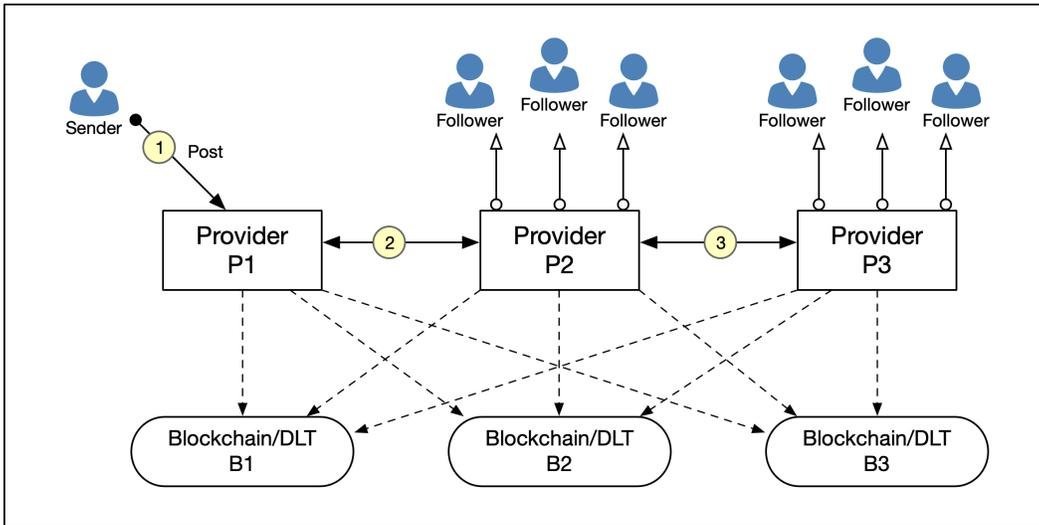 Sender
Follower
Follower
Follower
Follower
Follower
Follower
1
Post
Provider
P1
2
Provider
P2
3
Provider
P3
Blockchain/DLT
B1
Blockchain/DLT
B2
Blockchain/DLT
B3